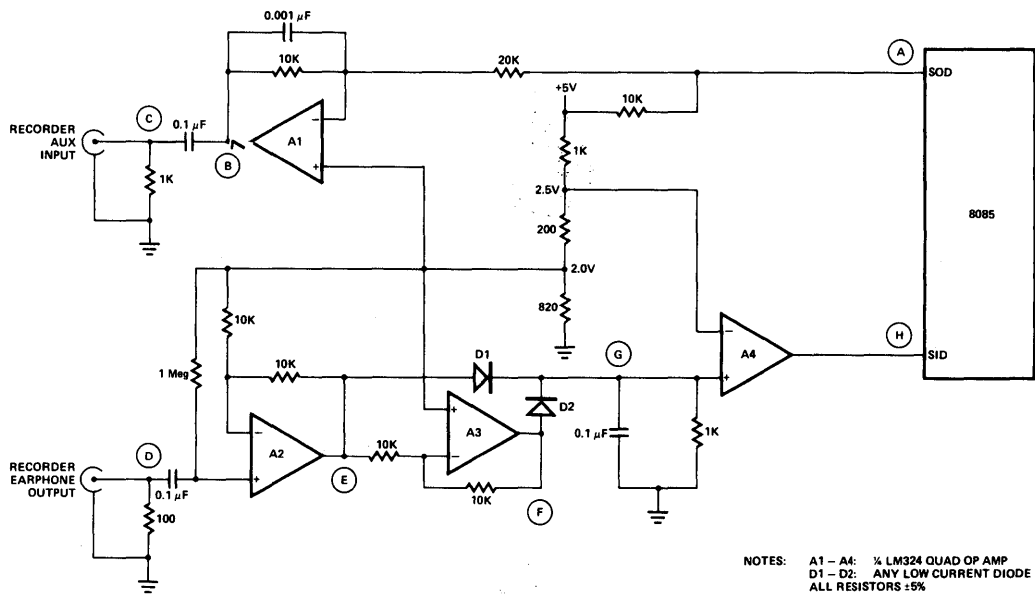 0.001 µF
10K
20K
A
SOD
+5V
10K
RECORDER
AUX
INPUT
C
0.1 µF
B
A1
−
+
1K
1K
2.5V
200
8085
2.0V
820
10K
1 Meg
10K
D1
G
A4
−
+
H
SID
D2
A3
+
−
0.1 µF
1K
RECORDER
EARPHONE
OUTPUT
D
0.1 µF
A2
−
+
10K
E
10K
F
100
NOTES: A1 – A4: ¼ LM324 QUAD OP AMP
D1 – D2: ANY LOW CURRENT DIODE
ALL RESISTORS ±5%